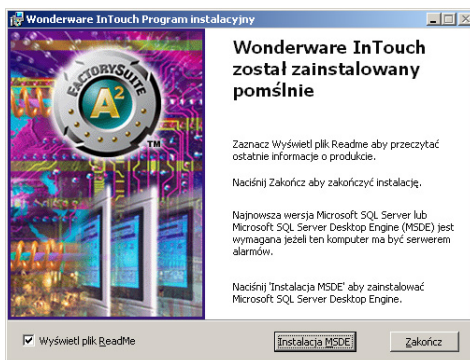 Wonderware InTouch Program instalacyjny
FACTORYSUITE
A²
TM
Wonderware InTouch
został zainstalowany
pomślnie
Zaznacz Wyświetl plik Readme aby przeczytać
ostatnie informacje o produkcie.
Naciśnij Zakończ aby zakończyć instalację.
Najnowsza wersja Microsoft SQL Server lub
Microsoft SQL Server Desktop Engine (MSDE) jest
wymagana jeżeli ten komputer ma być serwerem
alarmów.
Naciśnij 'Instalacja MSDE' aby zainstalować
Microsoft SQL Server Desktop Engine.
Wyświetl plik ReadMe
Instalacja MSDE
Zakończ